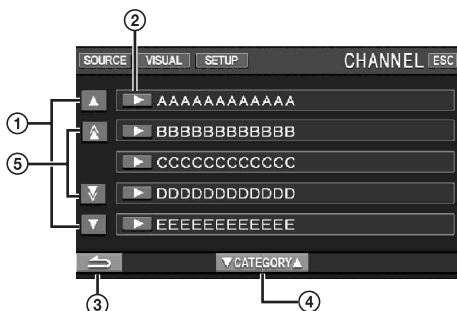 ②
SOURCE VISUAL SETUP CHANNEL ESC
① ▲ ▶ AAAAAAAAAAAA
▶ BBBBBBBBBBBB
⑤ ▶ CCCCCCCCCCCC
▶ DDDDDDDDDDDD
▼ ▶ EEEEEEEEEEEE
▼CATEGORY▲
③ ④